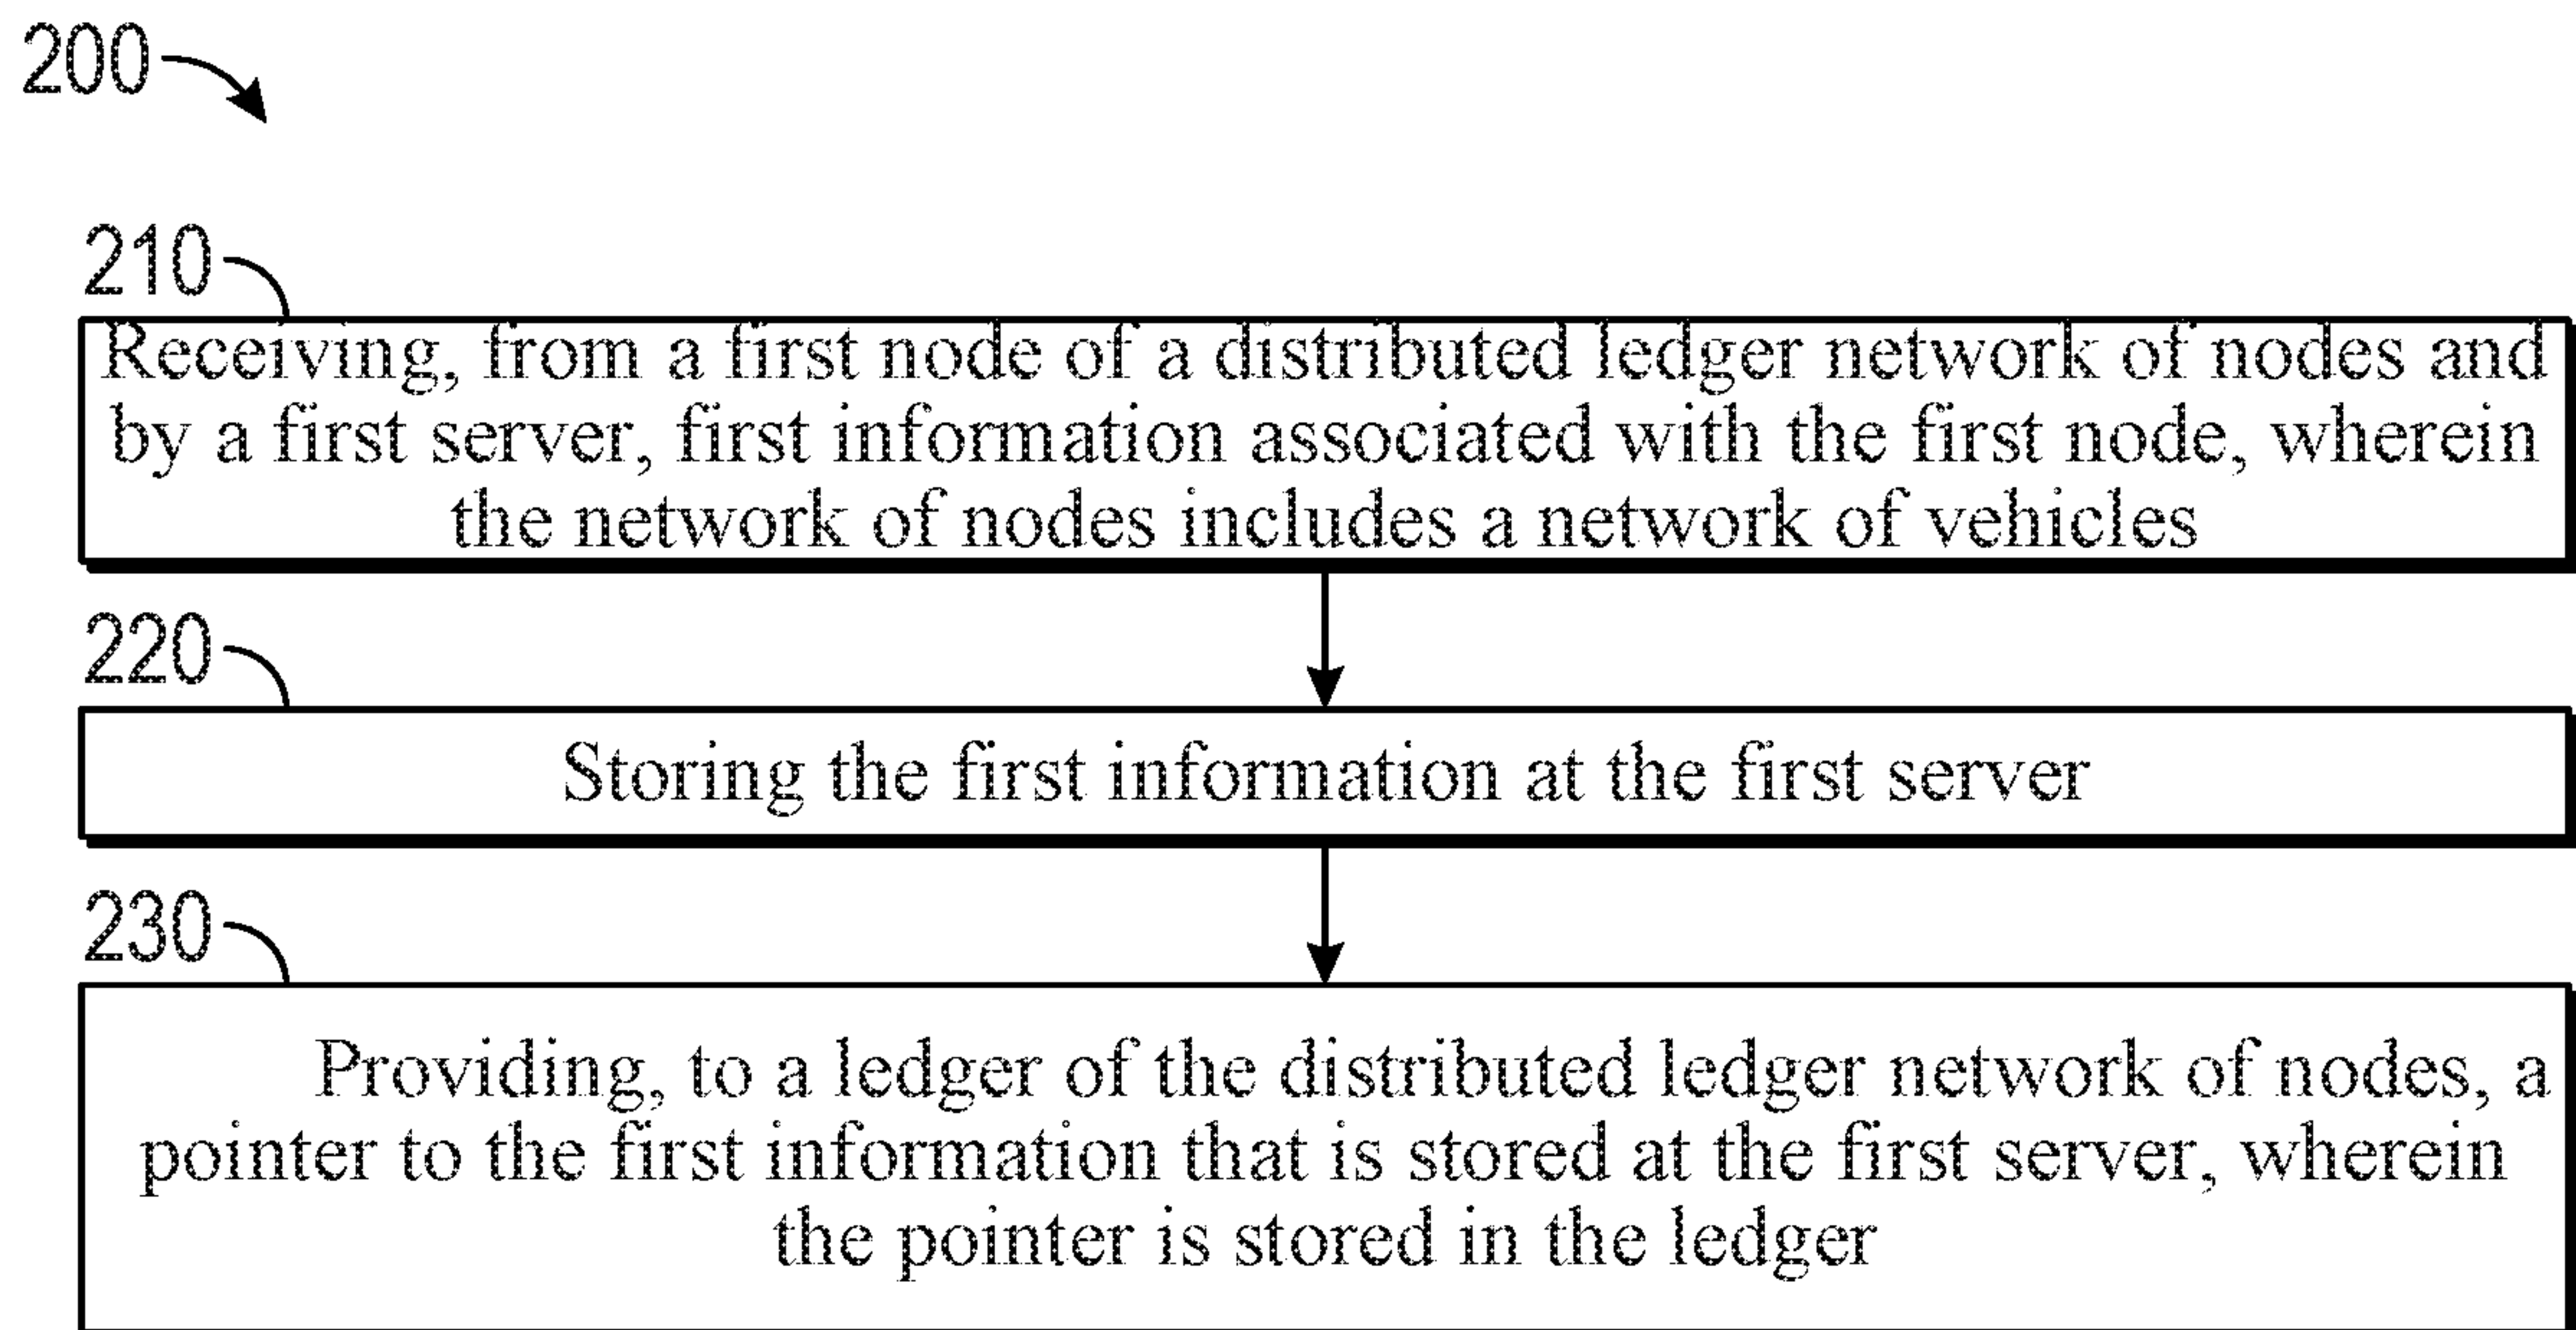 200
210
Receiving, from a first node of a distributed ledger network of nodes and
by a first server, first information associated with the first node, wherein
the network of nodes includes a network of vehicles
220
Storing the first information at the first server
230
Providing, to a ledger of the distributed ledger network of nodes, a
pointer to the first information that is stored at the first server, wherein
the pointer is stored in the ledger